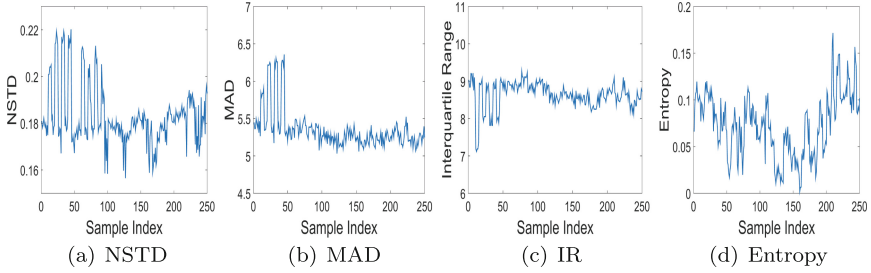 NSTD
0.22
0.2
0.18
0.16
0 50 100 150 200 250
Sample Index
(a) NSTD
MAD
7
6.5
6
5.5
5
4.5
0 50 100 150 200 250
Sample Index
(b) MAD
Interquartile Range
11
10
9
8
7
6
0 50 100 150 200 250
Sample Index
(c) IR
Entropy
0.2
0.15
0.1
0.05
0
0 50 100 150 200 250
Sample Index
(d) Entropy